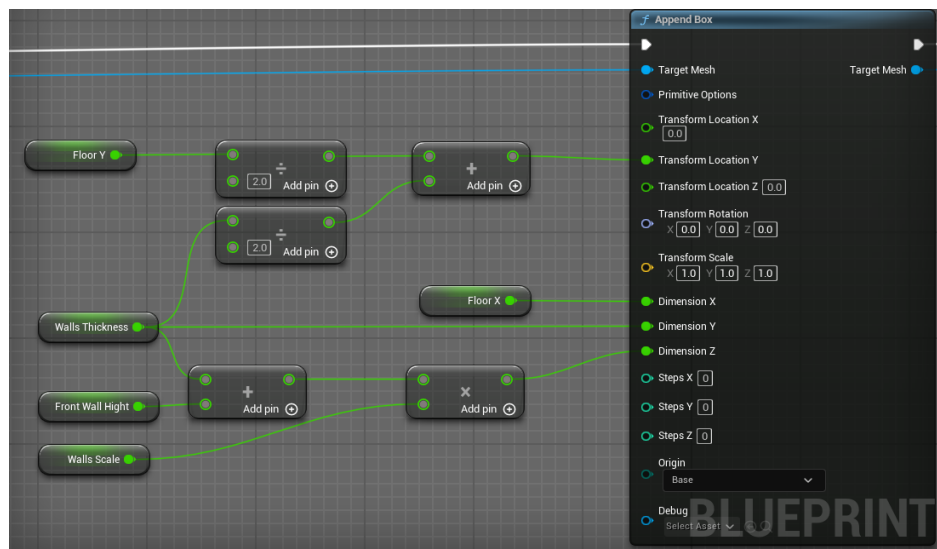 f Append Box
Target Mesh Target Mesh
Primitive Options
Transform Location X
0.0
Floor Y
÷
2.0 Add pin
+
Add pin
Transform Location Y
Transform Location Z 0.0
÷
2.0 Add pin
Transform Rotation
X 0.0 Y 0.0 Z 0.0
Transform Scale
X 1.0 Y 1.0 Z 1.0
Floor X
Dimension X
Walls Thickness
Dimension Y
Dimension Z
+
Add pin
×
Add pin
Steps X 0
Front Wall Hight
Steps Y 0
Steps Z 0
Walls Scale
Origin
Base
Debug
Select Asset
BLUEPRINT